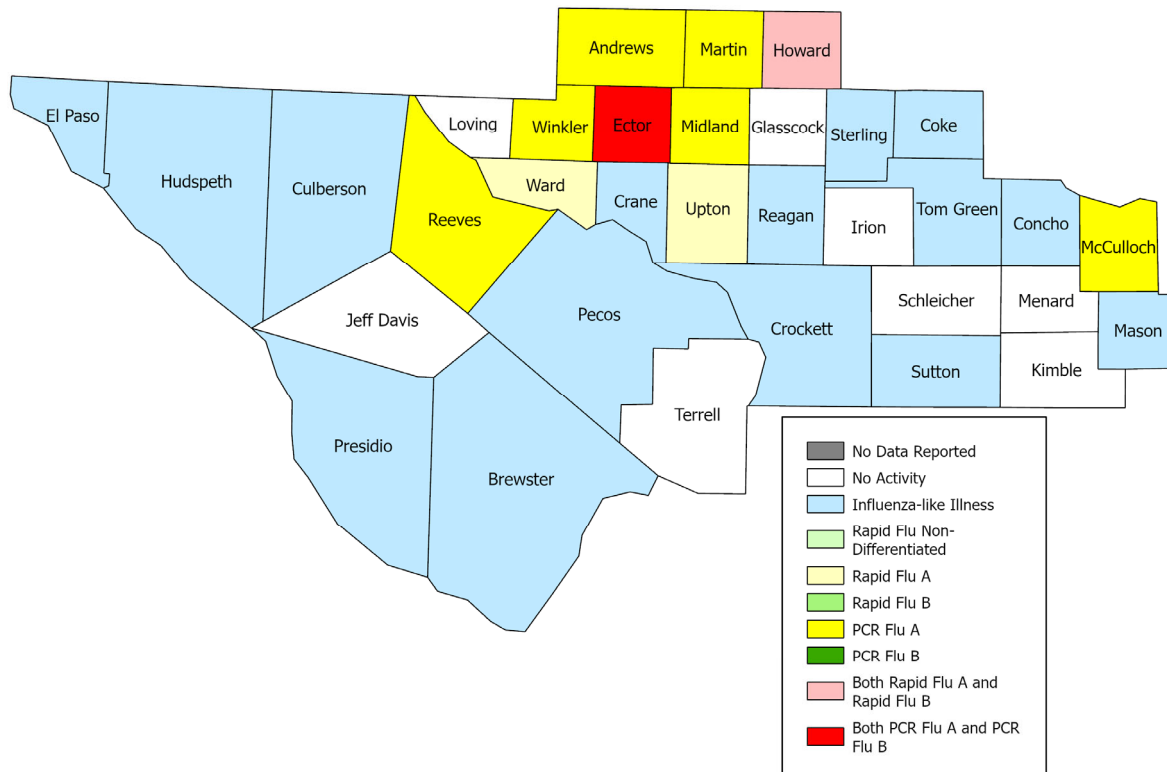 Andrews
Martin
Howard
El Paso
Loving
Winkler
Ector
Midland
Glasscock
Sterling
Coke
Hudspeth
Culberson
Ward
Crane
Upton
Reagan
Irion
Tom Green
Concho
Reeves
McCulloch
Jeff Davis
Pecos
Crockett
Schleicher
Menard
Mason
Sutton
Kimble
Terrell
Presidio
Brewster
No Data Reported
No Activity
Influenza-like Illness
Rapid Flu Non-
Differentiated
Rapid Flu A
Rapid Flu B
PCR Flu A
PCR Flu B
Both Rapid Flu A and
Rapid Flu B
Both PCR Flu A and PCR
Flu B